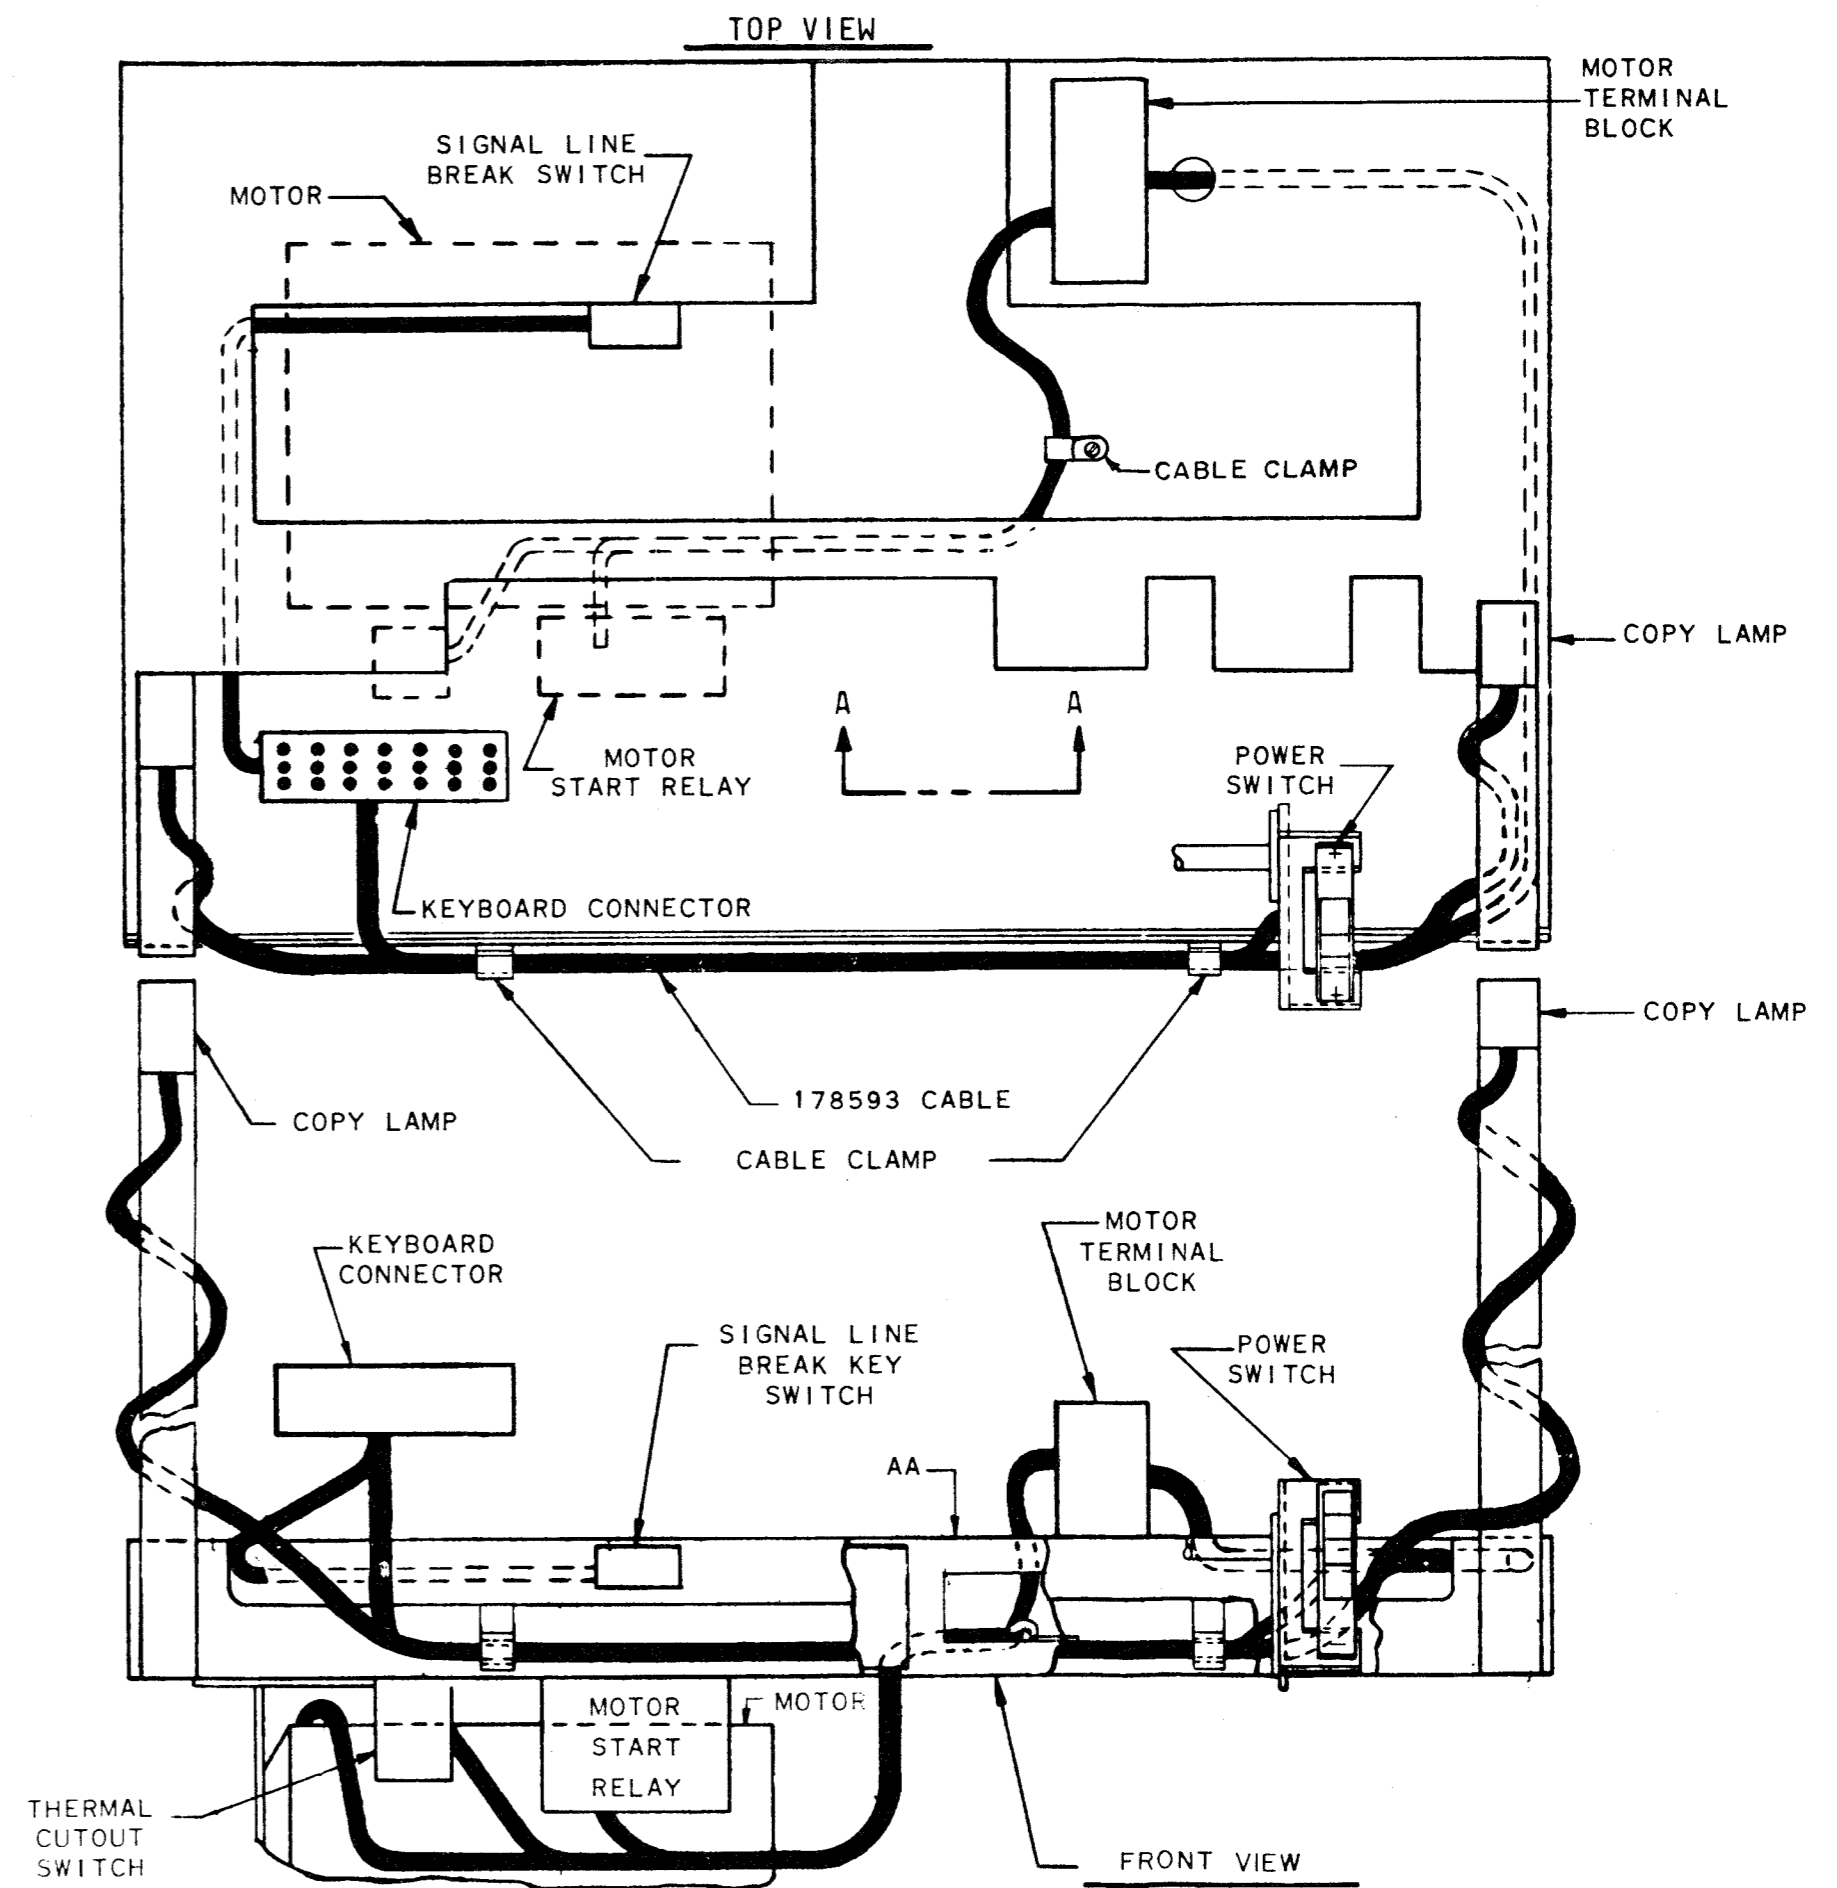 TOP VIEW
MOTOR
TERMINAL
BLOCK
SIGNAL LINE
BREAK SWITCH
MOTOR
CABLE CLAMP
COPY LAMP
A
A
MOTOR
START RELAY
POWER
SWITCH
KEYBOARD CONNECTOR
COPY LAMP
178593 CABLE
COPY LAMP
CABLE CLAMP
MOTOR
TERMINAL
BLOCK
KEYBOARD
CONNECTOR
SIGNAL LINE
BREAK KEY
SWITCH
POWER
SWITCH
AA
MOTOR
START
RELAY
MOTOR
THERMAL
CUTOUT
SWITCH
FRONT VIEW